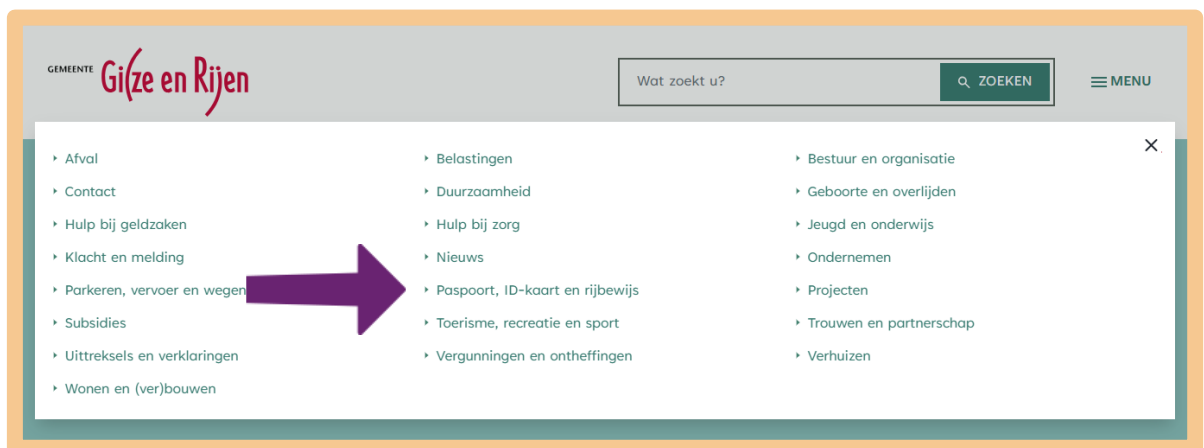 GEMEENTE Gilze en Rijen
Wat zoekt u?
ZOEKEN
MENU
Afval
Belastingen
Bestuur en organisatie
Contact
Duurzaamheid
Geboorte en overlijden
Hulp bij geldzaken
Hulp bij zorg
Jeugd en onderwijs
Klacht en melding
Nieuws
Ondernemen
Parkeren, vervoer en wegen
Paspoort, ID-kaart en rijbewijs
Projecten
Subsidies
Toerisme, recreatie en sport
Trouwen en partnerschap
Uittreksels en verklaringen
Vergunningen en ontheffingen
Verhuizen
Wonen en (ver)bouwen